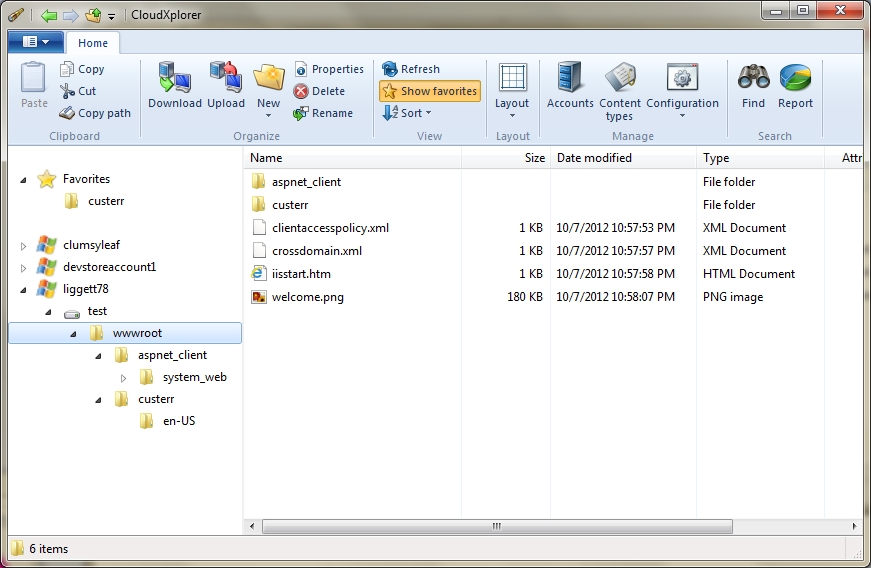 CloudXplorer
Home
Paste
Copy
Cut
Copy path
Clipboard
Download
Upload
New
Properties
Delete
Rename
Organize
Refresh
Show favorites
Sort
View
Layout
Layout
Accounts
Content types
Configuration
Manage
Find
Report
Search
Favorites
custerr
clumsyleaf
devstoreaccount1
liggett78
test
wwwroot
aspnet_client
system_web
custerr
en-US
Name Size Date modified Type Attr
aspnet_client File folder
custerr File folder
clientaccesspolicy.xml 1 KB 10/7/2012 10:57:53 PM XML Document
crossdomain.xml 1 KB 10/7/2012 10:57:57 PM XML Document
iisstart.htm 1 KB 10/7/2012 10:57:58 PM HTML Document
welcome.png 180 KB 10/7/2012 10:58:07 PM PNG image
6 items